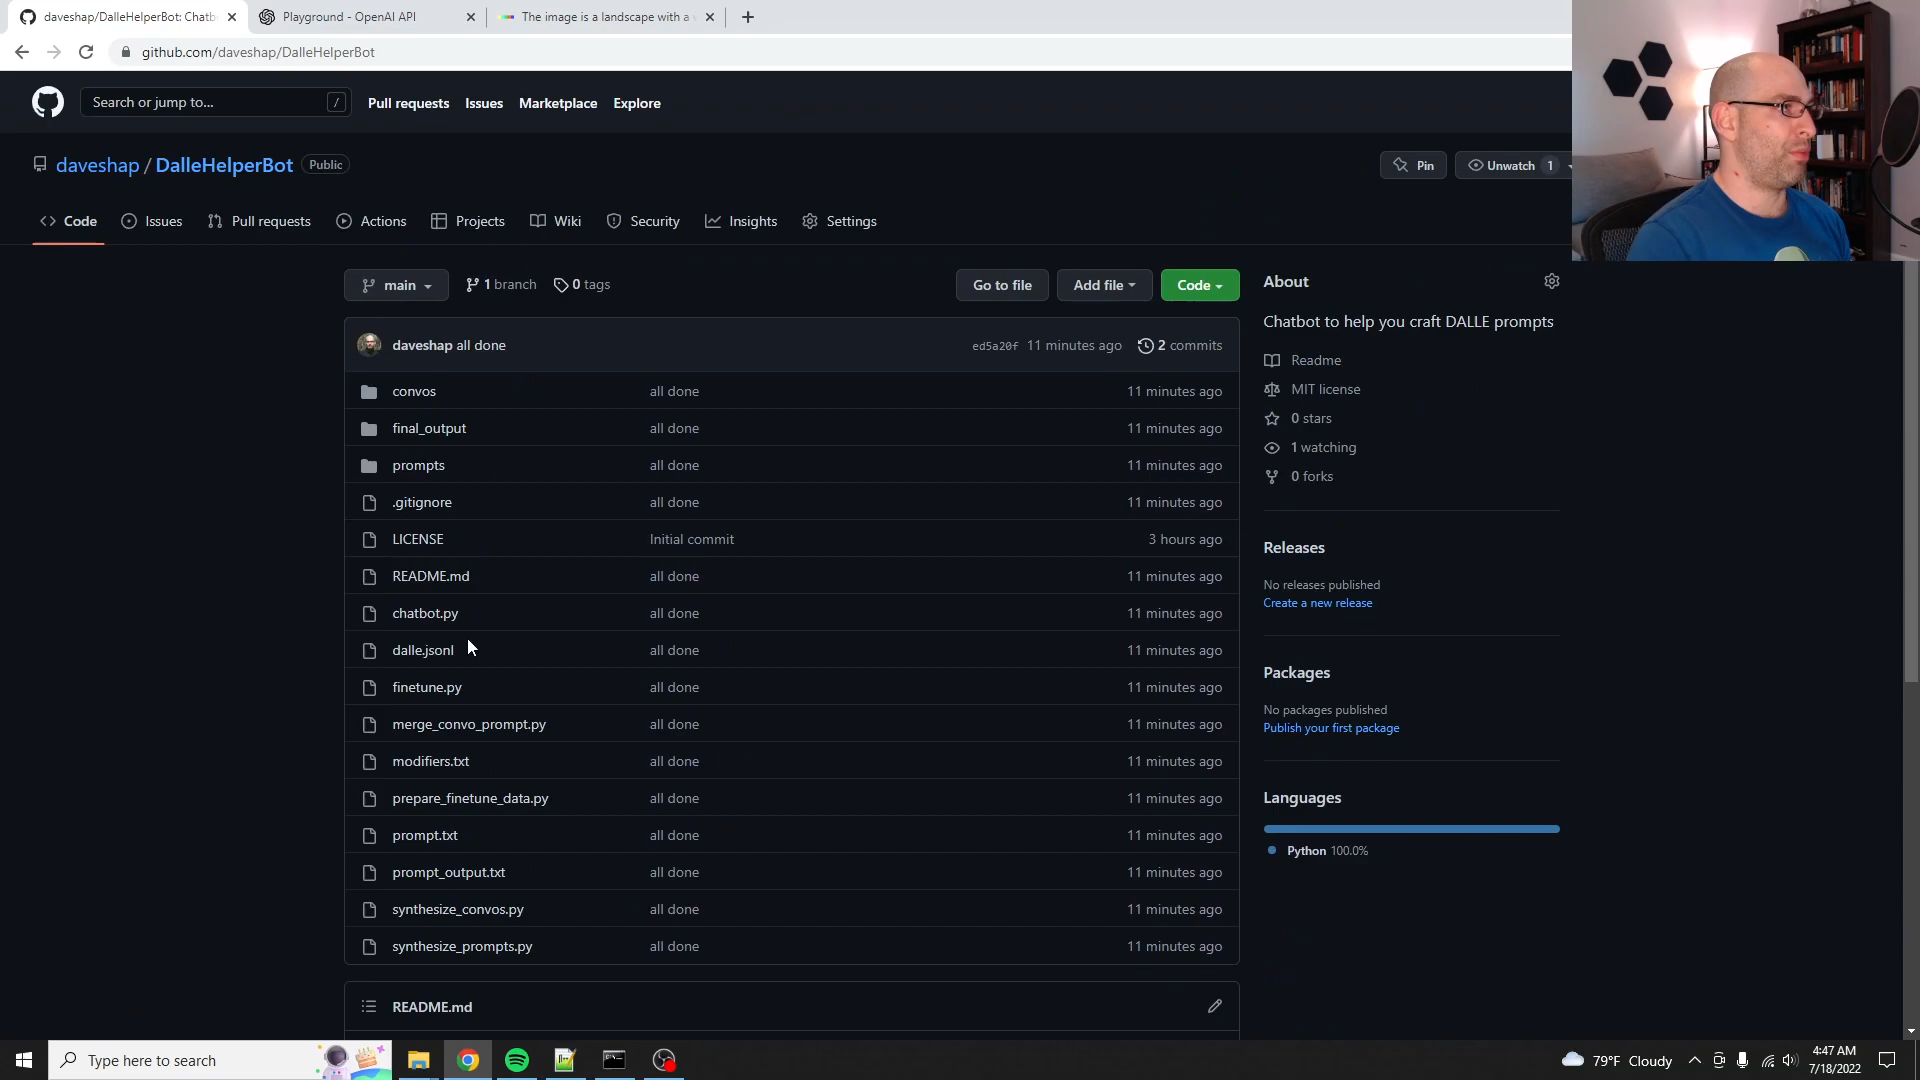 daveshap/DalleHelperBot: Chatb
Playground - OpenAI API
The image is a landscape with a
github.com/daveshap/DalleHelperBot
Search or jump to...
/
Pull requests
Issues
Marketplace
Explore
daveshap / DalleHelperBot
Public
Pin
Unwatch 1
Code
Issues
Pull requests
Actions
Projects
Wiki
Security
Insights
Settings
main
1 branch
0 tags
Go to file
Add file
Code
daveshap all done
ed5a20f 11 minutes ago
2 commits
convos all done 11 minutes ago
final_output all done 11 minutes ago
prompts all done 11 minutes ago
.gitignore all done 11 minutes ago
LICENSE Initial commit 3 hours ago
README.md all done 11 minutes ago
chatbot.py all done 11 minutes ago
dalle.jsonl all done 11 minutes ago
finetune.py all done 11 minutes ago
merge_convo_prompt.py all done 11 minutes ago
modifiers.txt all done 11 minutes ago
prepare_finetune_data.py all done 11 minutes ago
prompt.txt all done 11 minutes ago
prompt_output.txt all done 11 minutes ago
synthesize_convos.py all done 11 minutes ago
synthesize_prompts.py all done 11 minutes ago
README.md
About
Chatbot to help you craft DALLE prompts
Readme
MIT license
0 stars
1 watching
0 forks
Releases
No releases published
Create a new release
Packages
No packages published
Publish your first package
Languages
Python 100.0%
Type here to search
79°F Cloudy
4:47 AM
7/18/2022